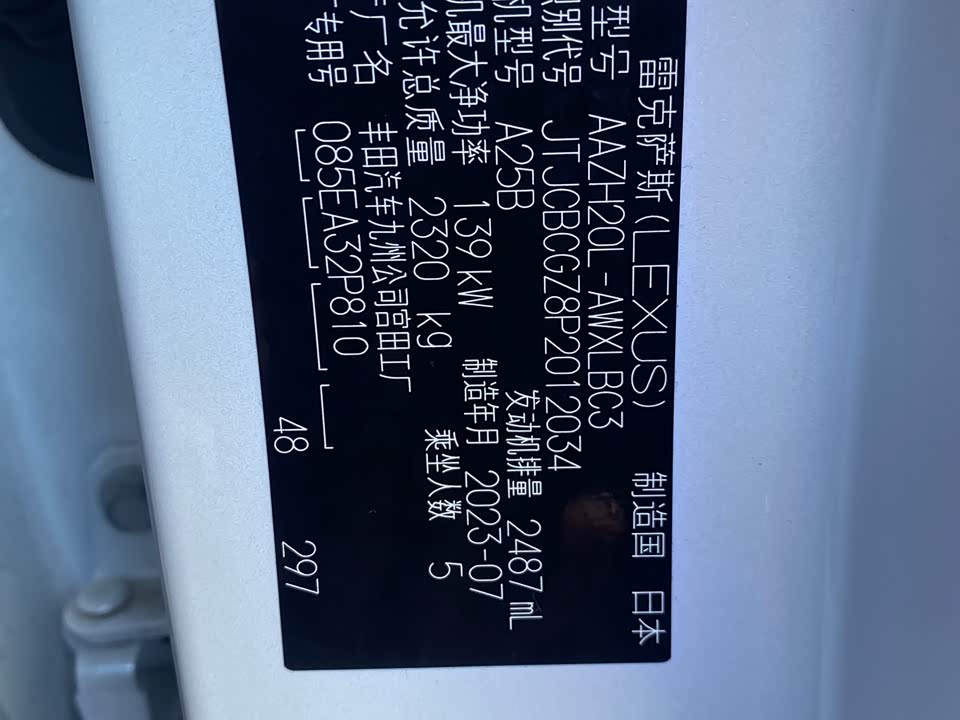 雷克萨斯(LEXUS) 制造国 日本
型号 AAZH20L-AWXLBC3
识别代号 JTJCBCGZ8P2012034
机型号 A25B 发动机排量 2487 mL
机最大净功率 139 kW 制造年月 2023-07
允许总质量 2320 kg 乘坐人数 5
厂名 丰田汽车九州公司宫田工厂
专用号 085EA32P810
48 297